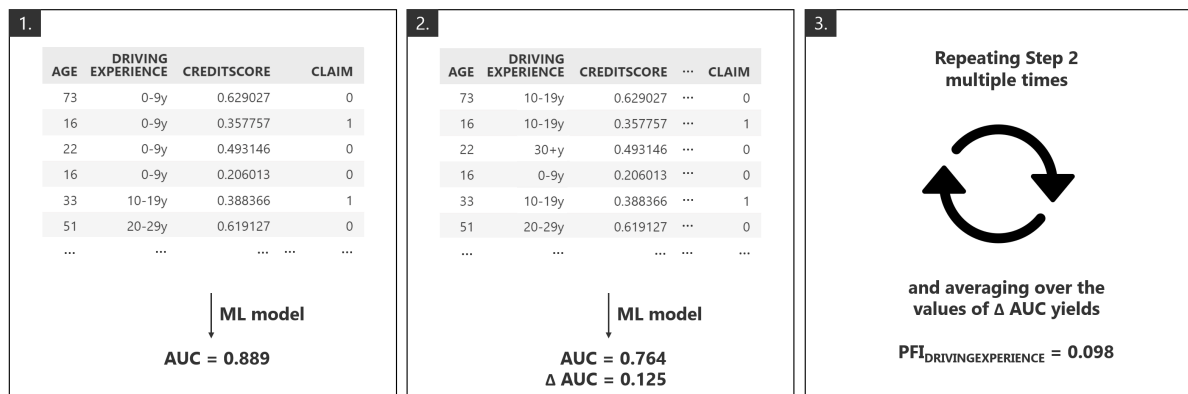 1.
DRIVING
AGE EXPERIENCE CREDITSCORE CLAIM
73 0-9y 0.629027 0
16 0-9y 0.357757 1
22 0-9y 0.493146 0
16 0-9y 0.206013 0
33 10-19y 0.388366 1
51 20-29y 0.619127 0
... ... ... ... ...
ML model
AUC = 0.889
2.
DRIVING
AGE EXPERIENCE CREDITSCORE ... CLAIM
73 10-19y 0.629027 ... 0
16 10-19y 0.357757 ... 1
22 30+y 0.493146 ... 0
16 0-9y 0.206013 ... 0
33 10-19y 0.388366 ... 1
51 20-29y 0.619127 ... 0
... ... ... ... ...
ML model
AUC = 0.764
Δ AUC = 0.125
3.
Repeating Step 2
multiple times
and averaging over the
values of Δ AUC yields
PFI_DRIVINGEXPERIENCE = 0.098